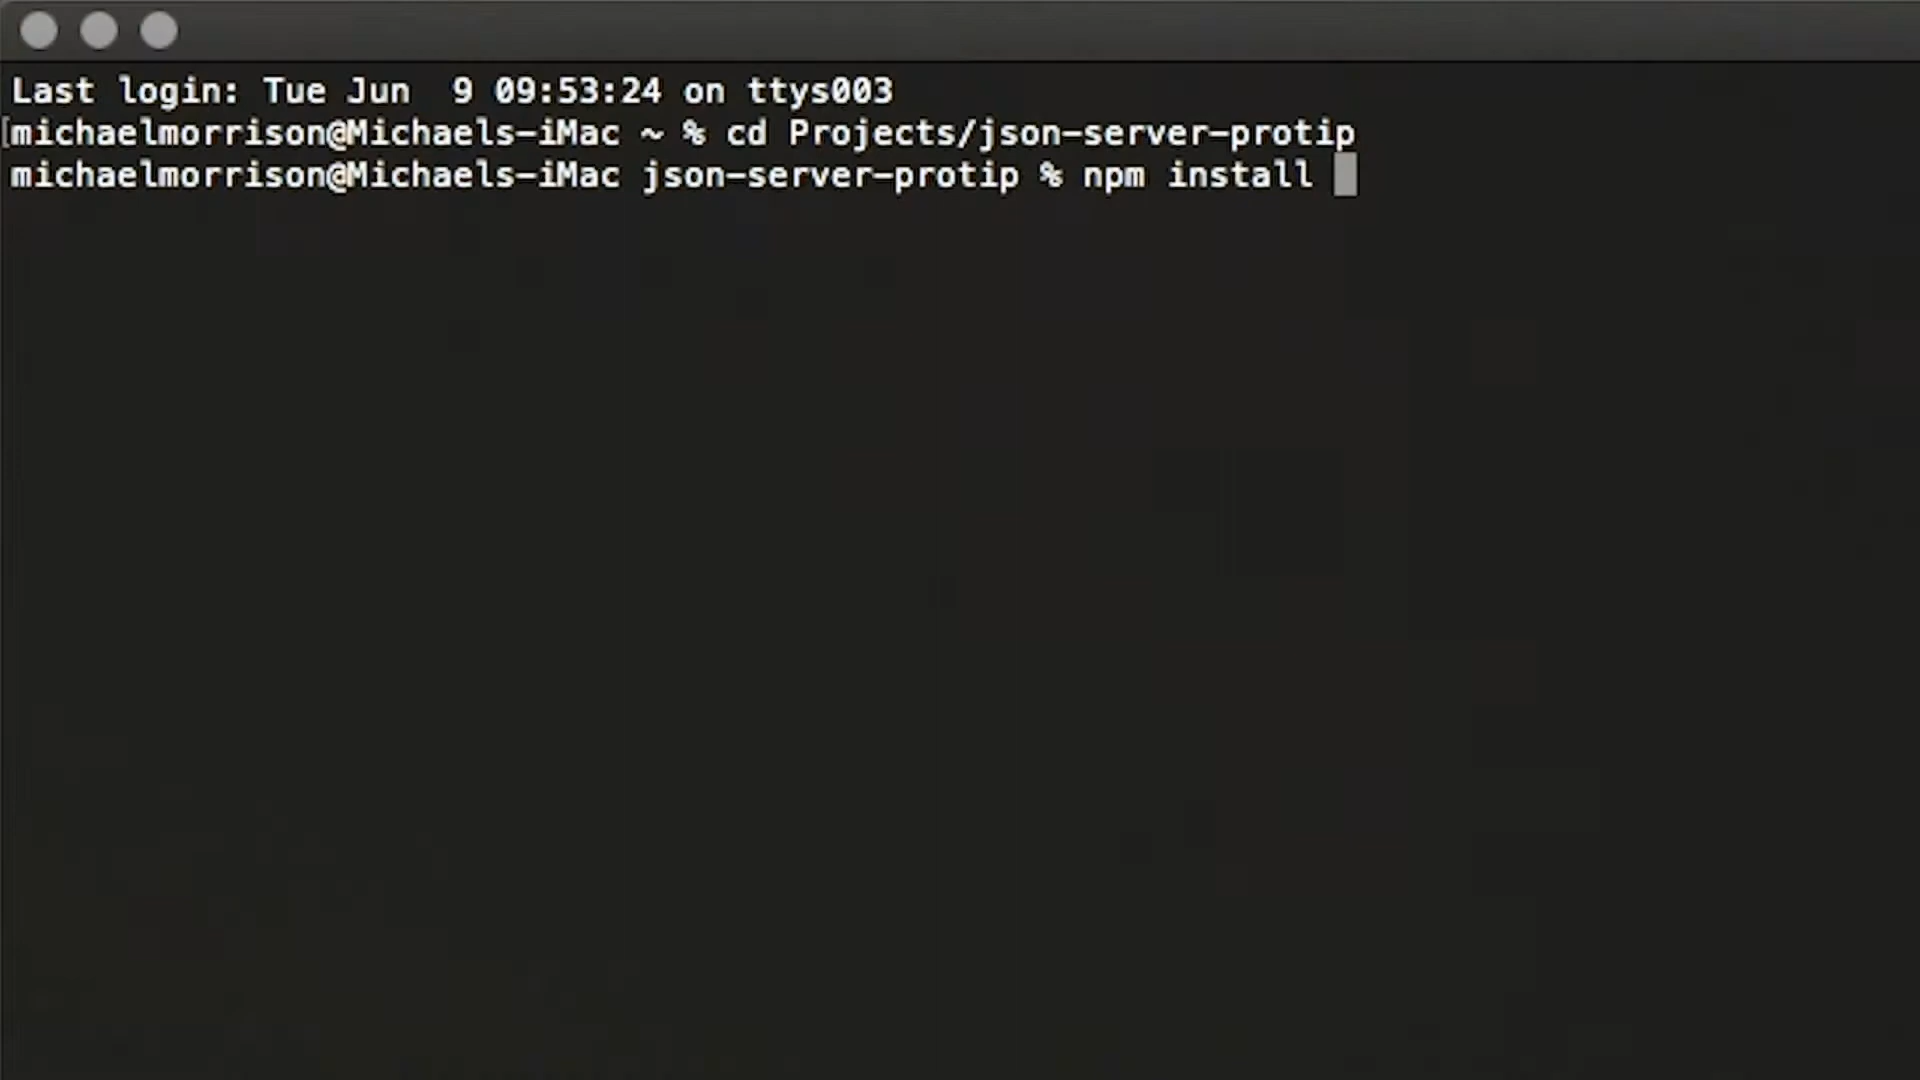 Last login: Tue Jun  9 09:53:24 on ttys003
[michaelmorrison@Michaels-iMac ~ % cd Projects/json-server-protip
michaelmorrison@Michaels-iMac json-server-protip % npm install